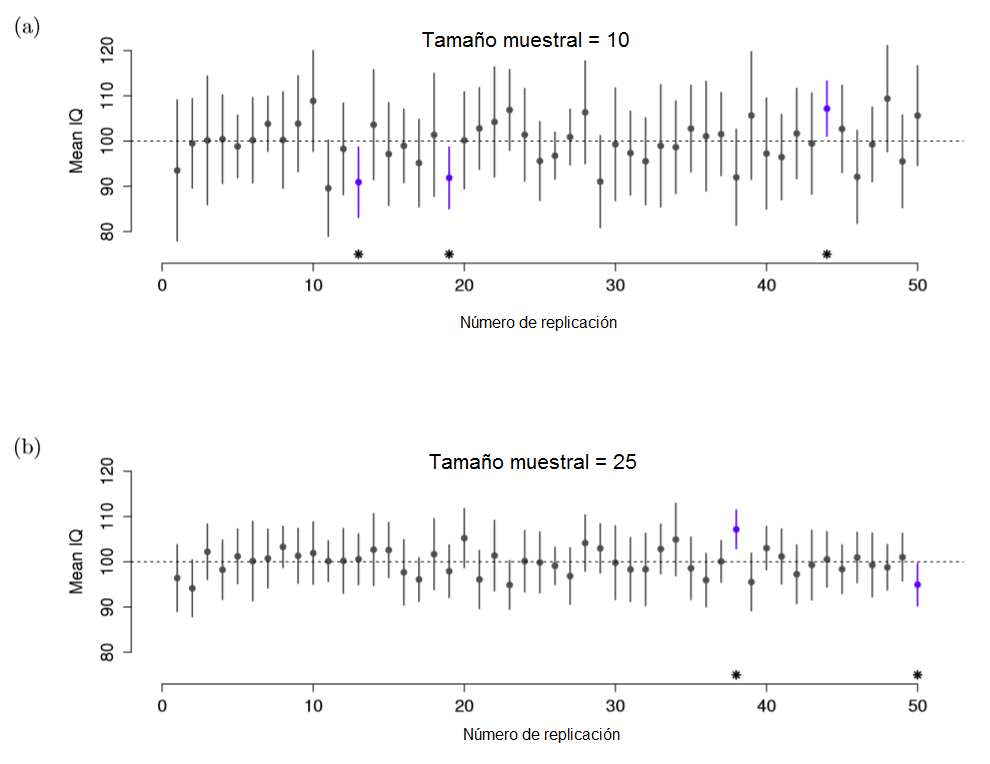 (a)
Tamaño muestral = 10
Mean IQ
120
110
100
90
80
* * *
0 10 20 30 40 50
Número de replicación
(b)
Tamaño muestral = 25
Mean IQ
120
110
100
90
80
* *
0 10 20 30 40 50
Número de replicación